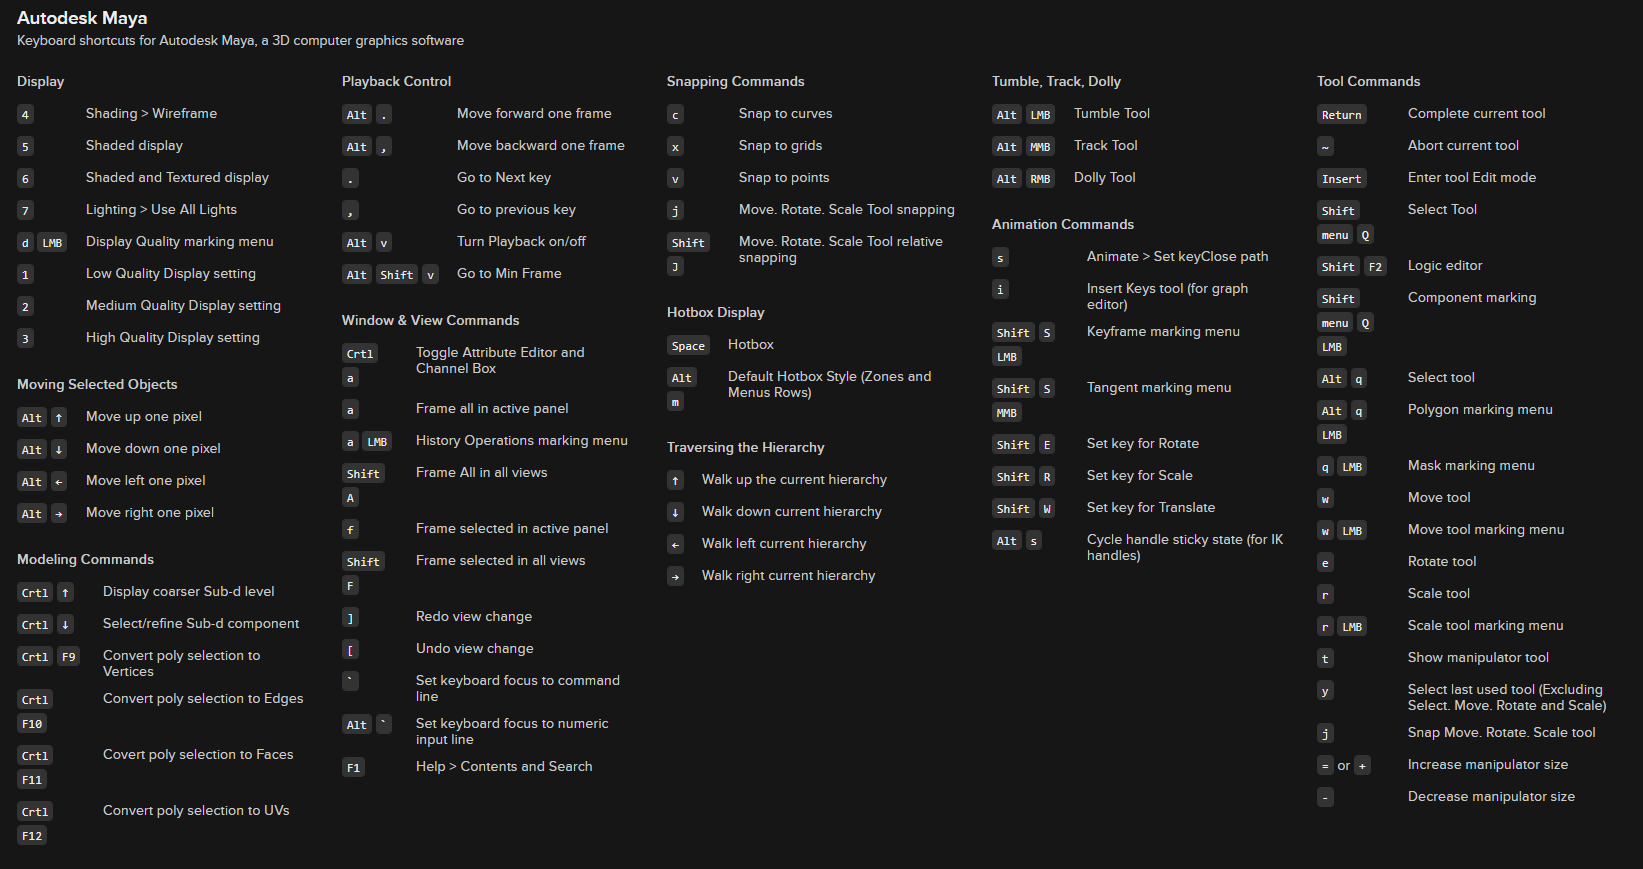 Autodesk Maya
Keyboard shortcuts for Autodesk Maya, a 3D computer graphics software
Display
4 Shading > Wireframe
5 Shaded display
6 Shaded and Textured display
7 Lighting > Use All Lights
d LMB Display Quality marking menu
1 Low Quality Display setting
2 Medium Quality Display setting
3 High Quality Display setting
Moving Selected Objects
Alt ↑ Move up one pixel
Alt ↓ Move down one pixel
Alt ← Move left one pixel
Alt → Move right one pixel
Modeling Commands
Crtl ↑ Display coarser Sub-d level
Crtl ↓ Select/refine Sub-d component
Crtl F9 Convert poly selection to
Vertices
Crtl Convert poly selection to Edges
F10
Crtl Covert poly selection to Faces
F11
Crtl Convert poly selection to UVs
F12
Playback Control
Alt . Move forward one frame
Alt , Move backward one frame
. Go to Next key
, Go to previous key
Alt v Turn Playback on/off
Alt Shift v Go to Min Frame
Window & View Commands
Crtl Toggle Attribute Editor and
a Channel Box
a Frame all in active panel
a LMB History Operations marking menu
Shift Frame All in all views
A
f Frame selected in active panel
Shift Frame selected in all views
F
] Redo view change
[ Undo view change
` Set keyboard focus to command
line
Alt ` Set keyboard focus to numeric
input line
F1 Help > Contents and Search
Snapping Commands
c Snap to curves
x Snap to grids
v Snap to points
j Move. Rotate. Scale Tool snapping
Shift Move. Rotate. Scale Tool relative
J snapping
Hotbox Display
Space Hotbox
Alt Default Hotbox Style (Zones and
m Menus Rows)
Traversing the Hierarchy
↑ Walk up the current hierarchy
↓ Walk down current hierarchy
← Walk left current hierarchy
→ Walk right current hierarchy
Tumble, Track, Dolly
Alt LMB Tumble Tool
Alt MMB Track Tool
Alt RMB Dolly Tool
Animation Commands
s Animate > Set keyClose path
i Insert Keys tool (for graph
editor)
Shift S Keyframe marking menu
LMB
Shift S Tangent marking menu
MMB
Shift E Set key for Rotate
Shift R Set key for Scale
Shift W Set key for Translate
Alt s Cycle handle sticky state (for IK
handles)
Tool Commands
Return Complete current tool
~ Abort current tool
Insert Enter tool Edit mode
Shift Select Tool
menu Q
Shift F2 Logic editor
Shift Component marking
menu Q
LMB
Alt q Select tool
Alt q Polygon marking menu
LMB
q LMB Mask marking menu
w Move tool
w LMB Move tool marking menu
e Rotate tool
r Scale tool
r LMB Scale tool marking menu
t Show manipulator tool
y Select last used tool (Excluding
Select. Move. Rotate and Scale)
j Snap Move. Rotate. Scale tool
= or + Increase manipulator size
- Decrease manipulator size